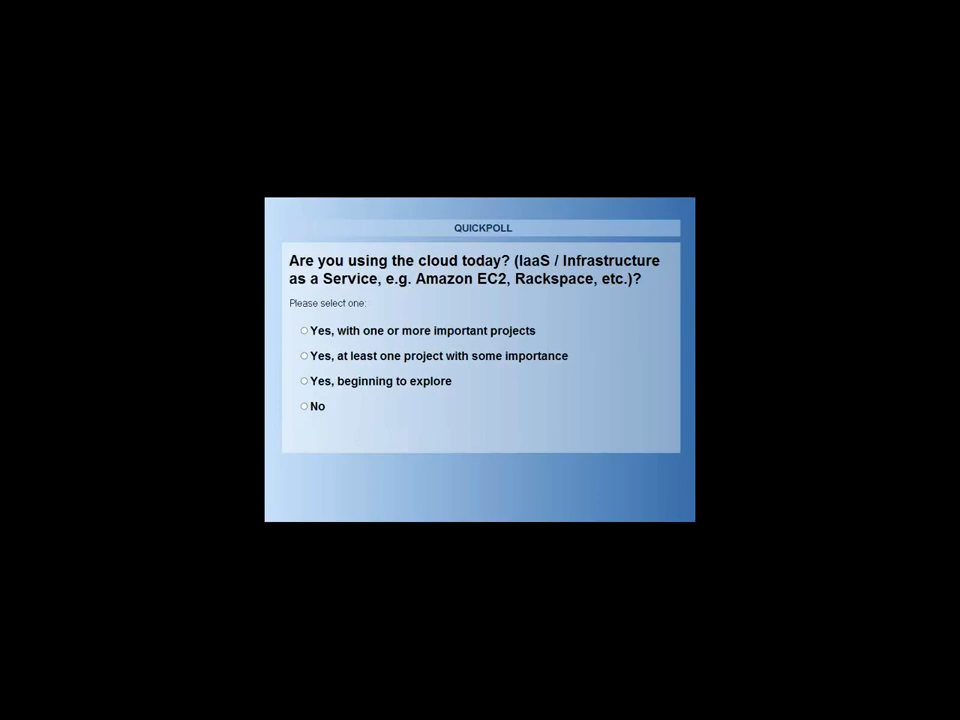 QUICKPOLL
Are you using the cloud today? (IaaS / Infrastructure
as a Service, e.g. Amazon EC2, Rackspace, etc.)?
Please select one:
Yes, with one or more important projects
Yes, at least one project with some importance
Yes, beginning to explore
No